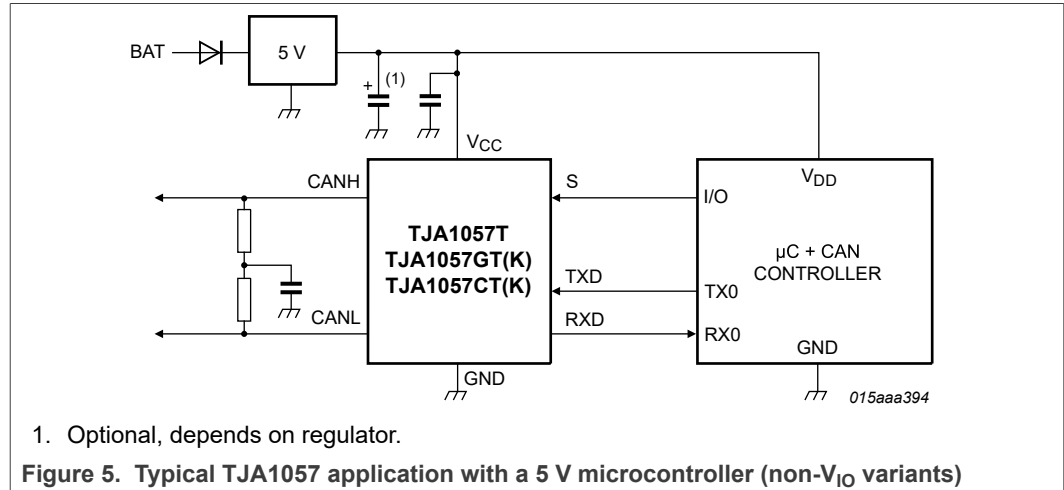 BAT
5 V
+
(1)
VCC
CANH
S
I/O
VDD
TJA1057T
TJA1057GT(K)
TJA1057CT(K)
µC + CAN
CONTROLLER
TXD
TX0
CANL
RXD
RX0
GND
GND
015aaa394
1. Optional, depends on regulator.
Figure 5. Typical TJA1057 application with a 5 V microcontroller (non-VIO variants)